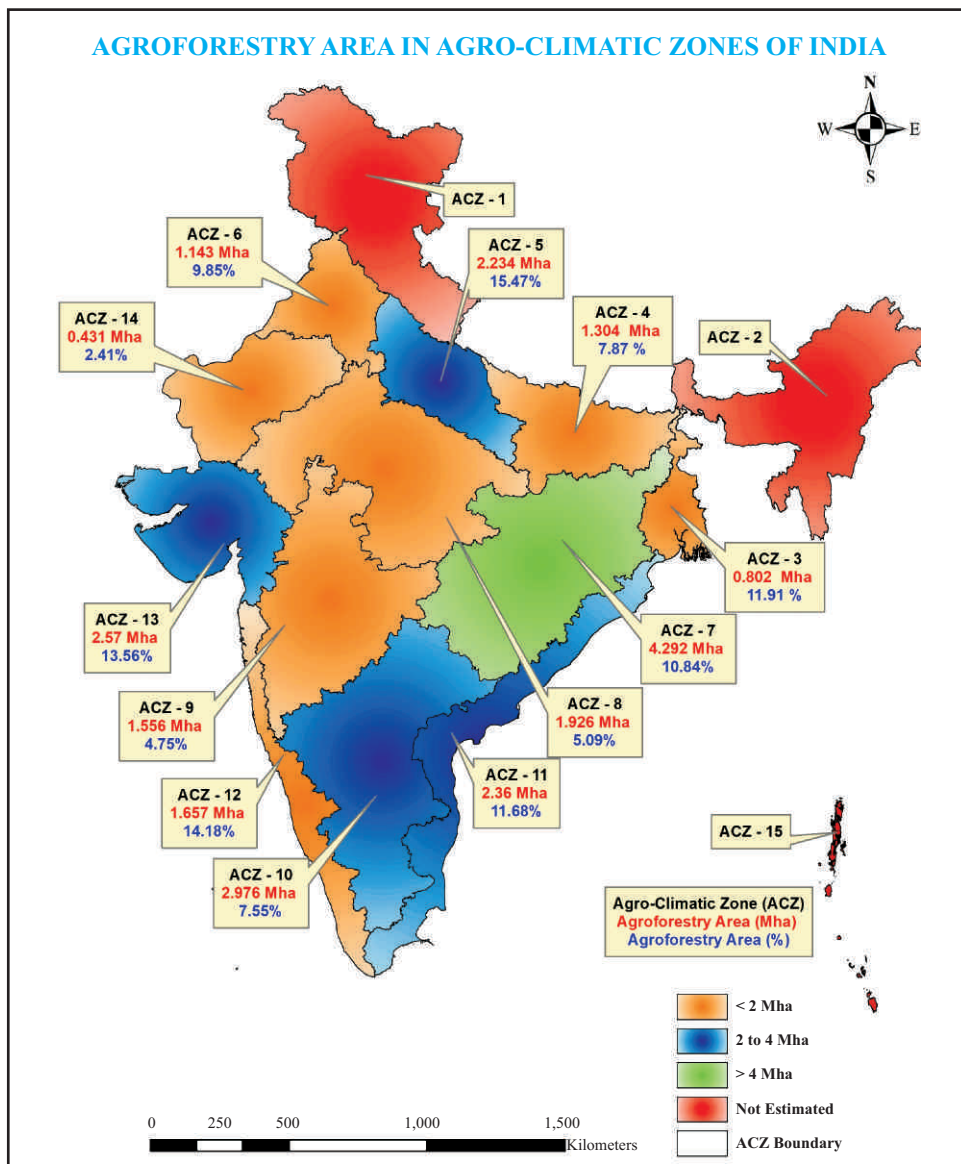 AGROFORESTRY AREA IN AGRO-CLIMATIC ZONES OF INDIA
N
W
E
S
ACZ - 1
ACZ - 6
1.143 Mha
9.85%
ACZ - 5
2.234 Mha
15.47%
ACZ - 14
0.431 Mha
2.41%
ACZ - 4
1.304 Mha
7.87 %
ACZ - 2
ACZ - 3
0.802 Mha
11.91 %
ACZ - 13
2.57 Mha
13.56%
ACZ - 7
4.292 Mha
10.84%
ACZ - 9
1.556 Mha
4.75%
ACZ - 8
1.926 Mha
5.09%
ACZ - 11
2.36 Mha
11.68%
ACZ - 12
1.657 Mha
14.18%
ACZ - 15
ACZ - 10
2.976 Mha
7.55%
Agro-Climatic Zone (ACZ)
Agroforestry Area (Mha)
Agroforestry Area (%)
< 2 Mha
2 to 4 Mha
> 4 Mha
Not Estimated
ACZ Boundary
0 250 500 1,000 1,500
Kilometers